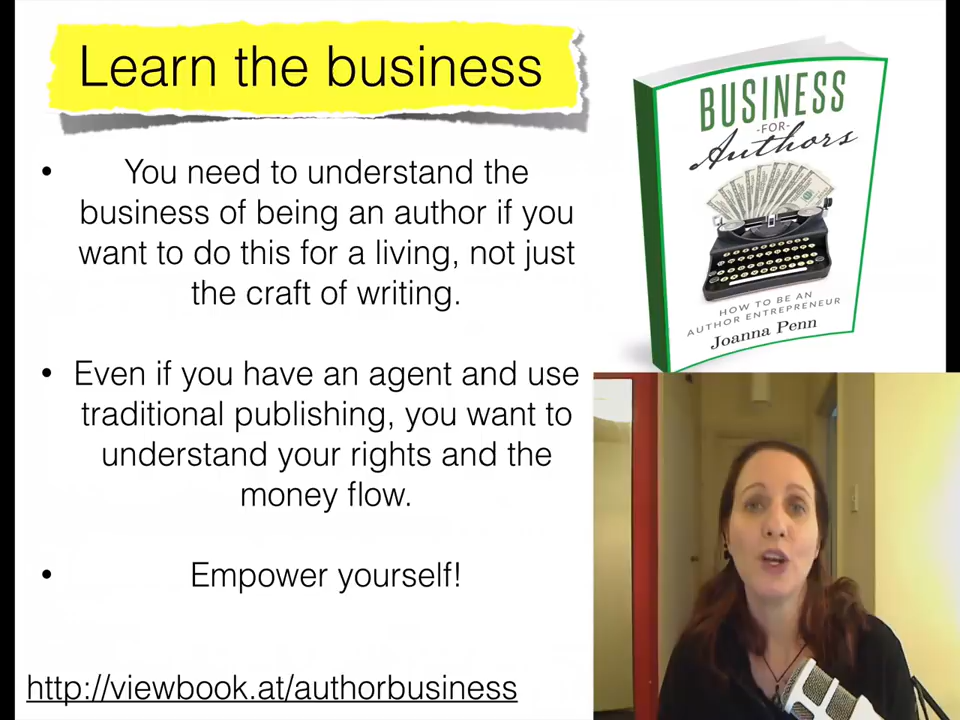 Learn the business
• You need to understand the
business of being an author if you
want to do this for a living, not just
the craft of writing.
• Even if you have an agent and use
traditional publishing, you want to
understand your rights and the
money flow.
• Empower yourself!
http://viewbook.at/authorbusiness
BUSINESS
-FOR-
Authors
HOW TO BE AN
AUTHOR ENTREPRENEUR
Joanna Penn